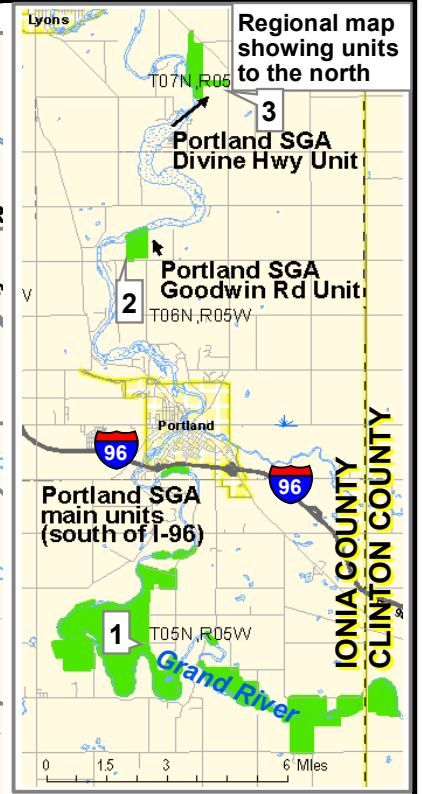 Lyons
Regional map
showing units
to the north
T07N,R05
3
Portland SGA
Divine Hwy Unit
Portland SGA
Goodwin Rd Unit
2
V
T06N,R05W
Portland
96
96
Portland SGA
main units
(south of I-96)
IONIA COUNTY
CLINTON COUNTY
1
T05N,R05W
Grand River
0 1.5 3 6 Miles